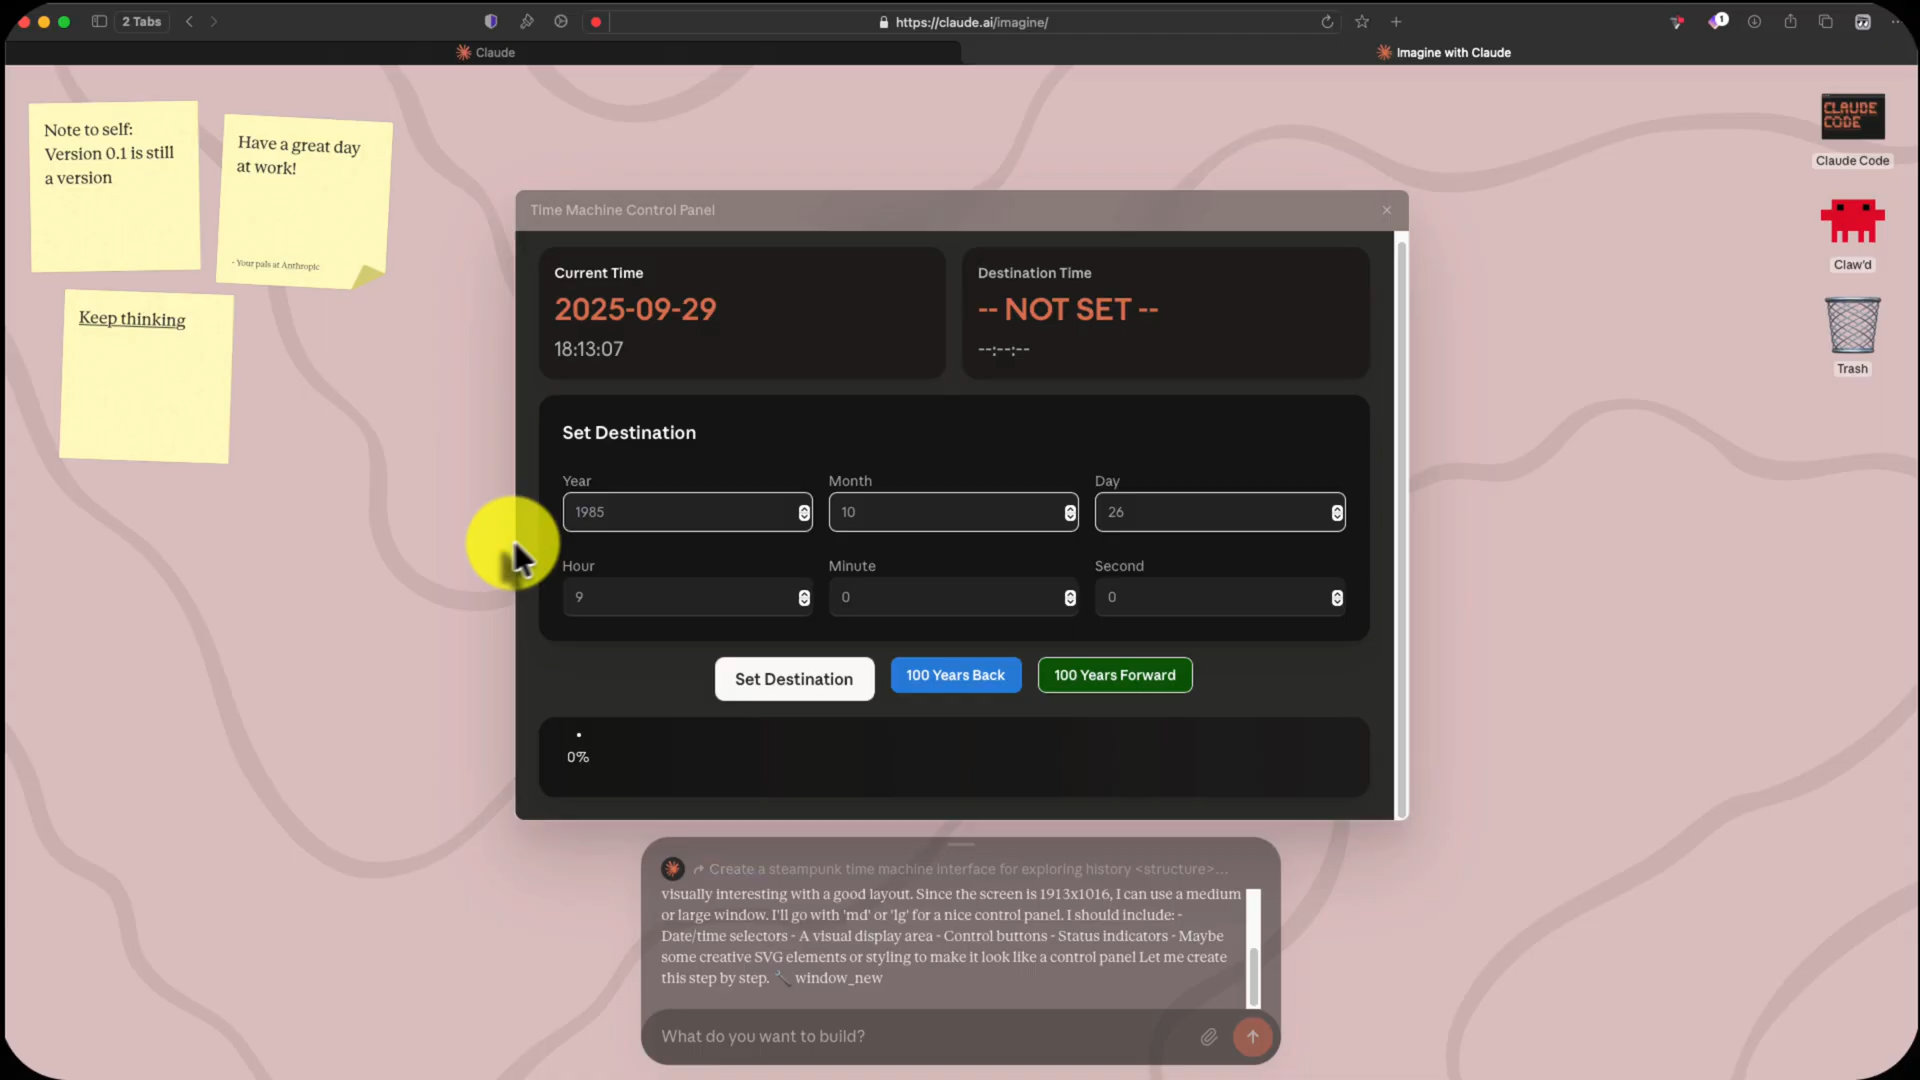 2 Tabs
https://claude.ai/imagine/
1
Claude
Imagine with Claude
Note to self:
Version 0.1 is still
a version
Have a great day
at work!
- Your pals at Anthropic
Keep thinking
CLAUDE
CODE
Claude Code
Claw'd
Trash
Time Machine Control Panel
Current Time
2025-09-29
18:13:07
Destination Time
-- NOT SET --
--:--:--
Set Destination
Year
Month
Day
1985
10
26
Hour
Minute
Second
9
0
0
Set Destination
100 Years Back
100 Years Forward
0%
Create a steampunk time machine interface for exploring history <structure>...
visually interesting with a good layout. Since the screen is 1913x1016, I can use a medium
or large window. I'll go with 'md' or 'lg' for a nice control panel. I should include: -
Date/time selectors - A visual display area - Control buttons - Status indicators - Maybe
some creative SVG elements or styling to make it look like a control panel Let me create
this step by step. 🔧 window_new
What do you want to build?